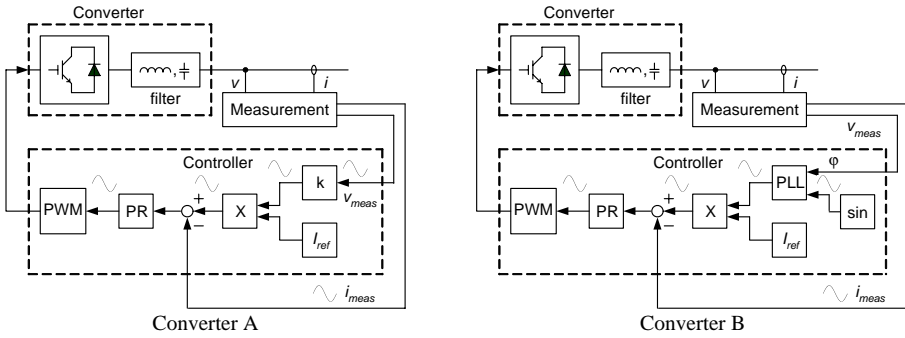 Converter
filter
v
i
Measurement
Controller
PWM
PR
+
−
X
k
v_meas
I_ref
i_meas
Converter A
Converter
filter
v
i
Measurement
v_meas
Controller
φ
PWM
PR
+
−
X
PLL
sin
I_ref
i_meas
Converter B